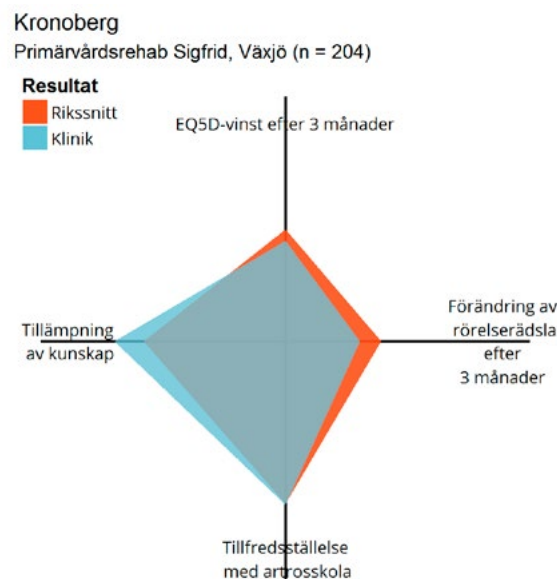 Kronoberg
Primärvårdsrehab Sigfrid, Växjö (n = 204)
Resultat
Rikssnitt
Klinik
EQ5D-vinst efter 3 månader
Förändring av
rörelserädsla
efter
3 månader
Tillämpning
av kunskap
Tillfredsställelse
med artrosskola